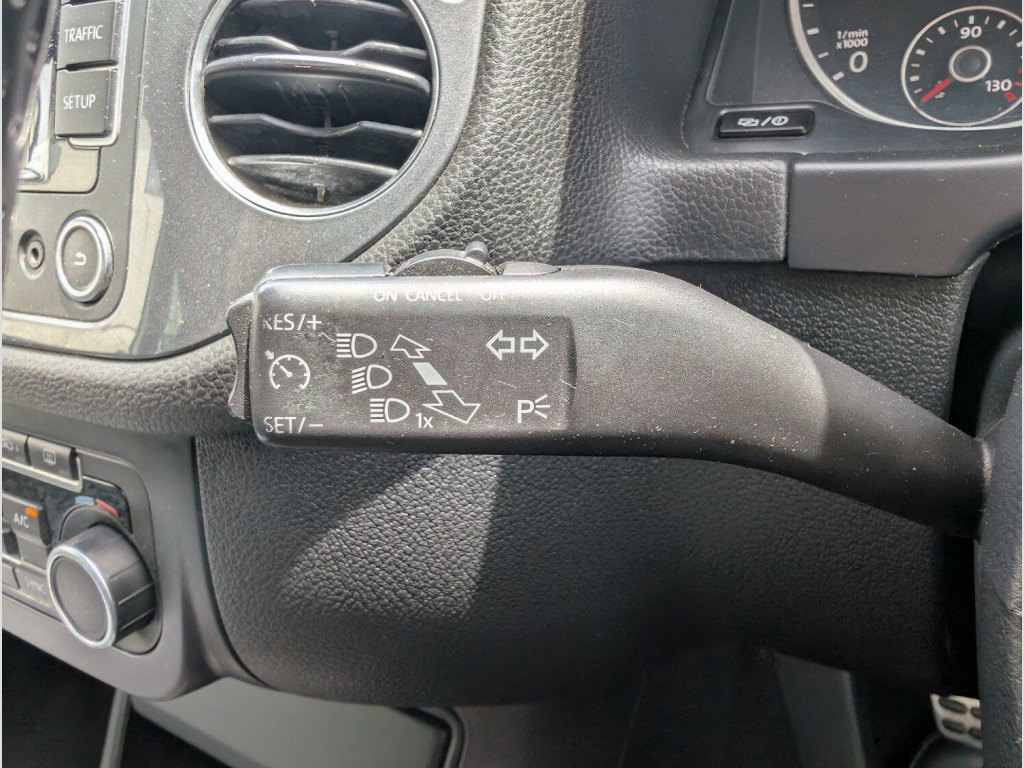 TRAFFIC
SETUP
1/min
x1000
0
90
130
ON CANCEL OFF
RES/+
SET/-
1x
P
A/C